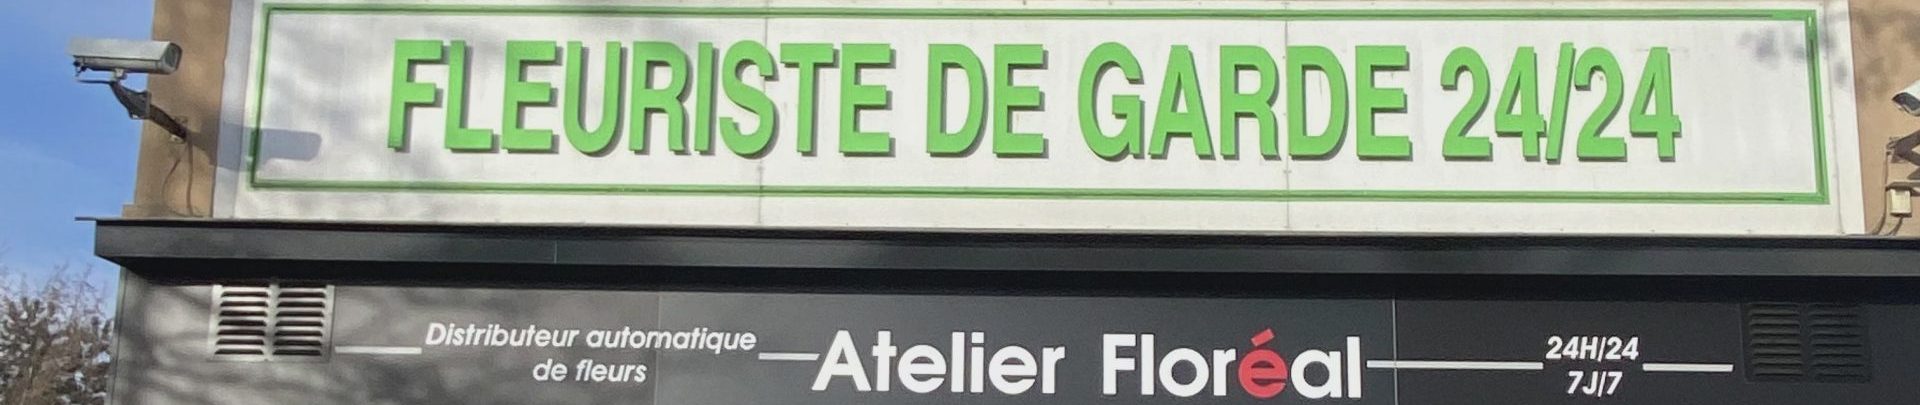 FLEURISTE DE GARDE 24/24
Distributeur automatique
de fleurs
Atelier Floréal
24H/24
7J/7